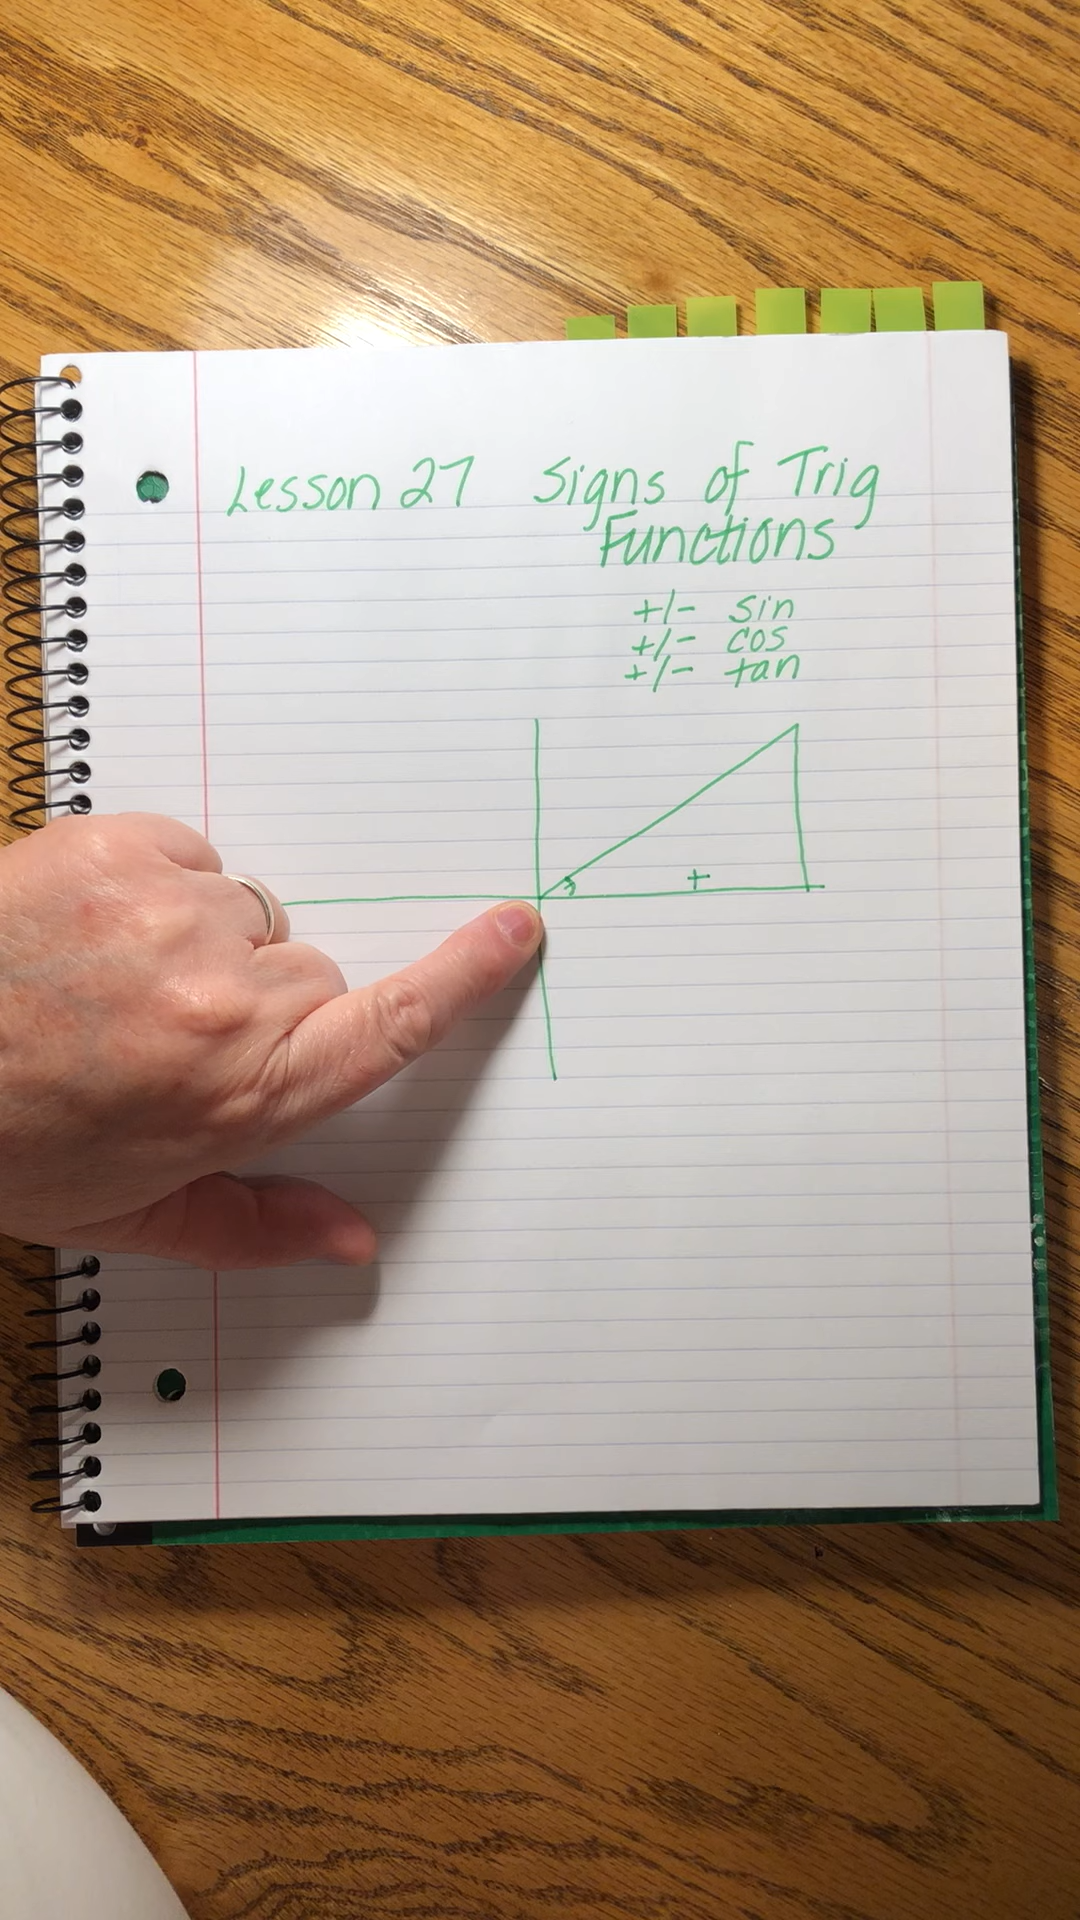 Lesson 27 Signs of Trig
Functions
+/- sin
+/- cos
+/- tan
+